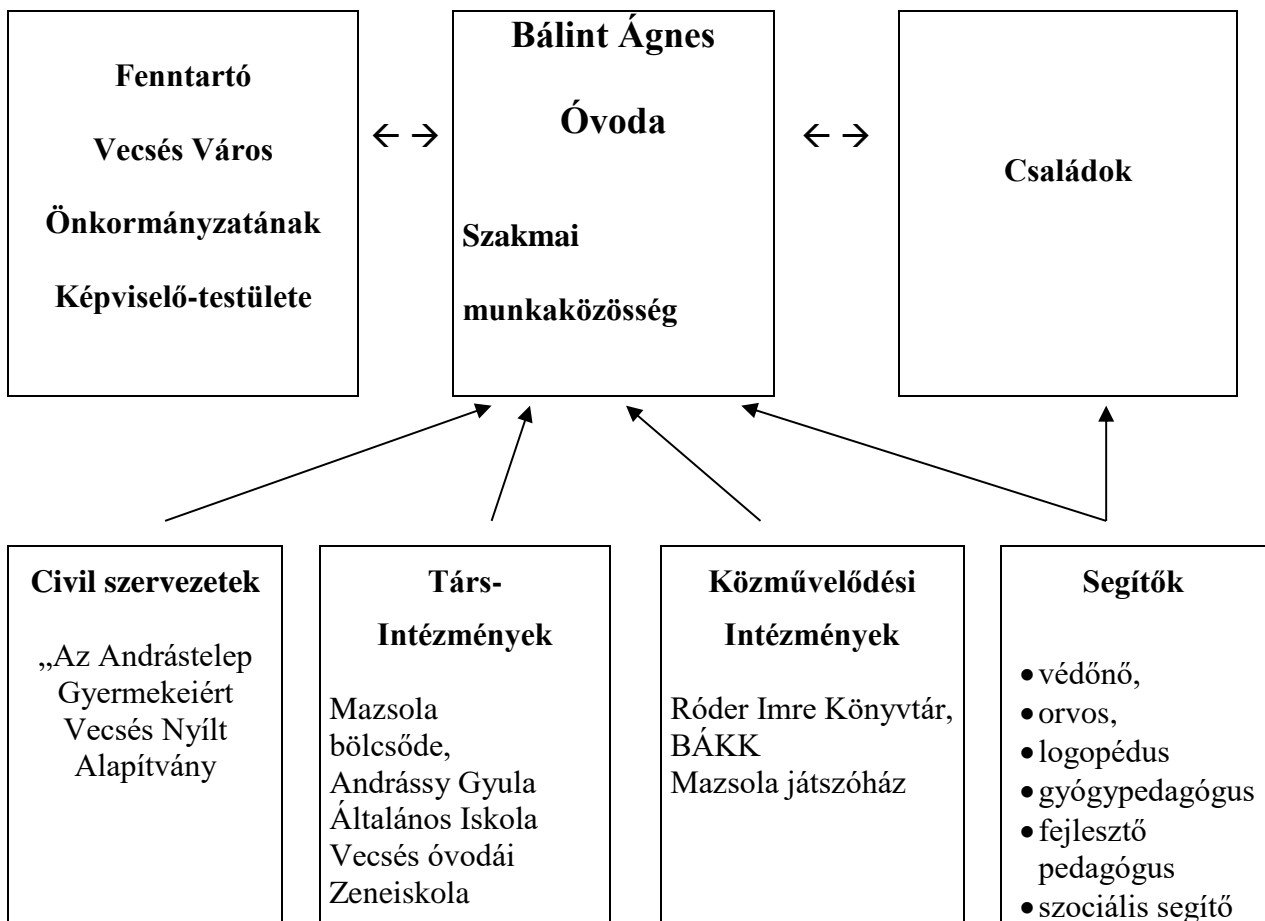 Fenntartó
Vecsés Város
Önkormányzatának
Képviselő-testülete
← →
Bálint Ágnes
Óvoda
Szakmai
munkaközösség
← →
Családok
Civil szervezetek
„Az Andrástelep
Gyermekeiért
Vecsés Nyílt
Alapítvány
Társ-
Intézmények
Mazsola
bölcsőde,
Andrássy Gyula
Általános Iskola
Vecsés óvodái
Zeneiskola
Közművelődési
Intézmények
Róder Imre Könyvtár,
BÁKK
Mazsola játszóház
Segítők
• védőnő,
• orvos,
• logopédus
• gyógypedagógus
• fejlesztő
pedagógus
• szociális segítő